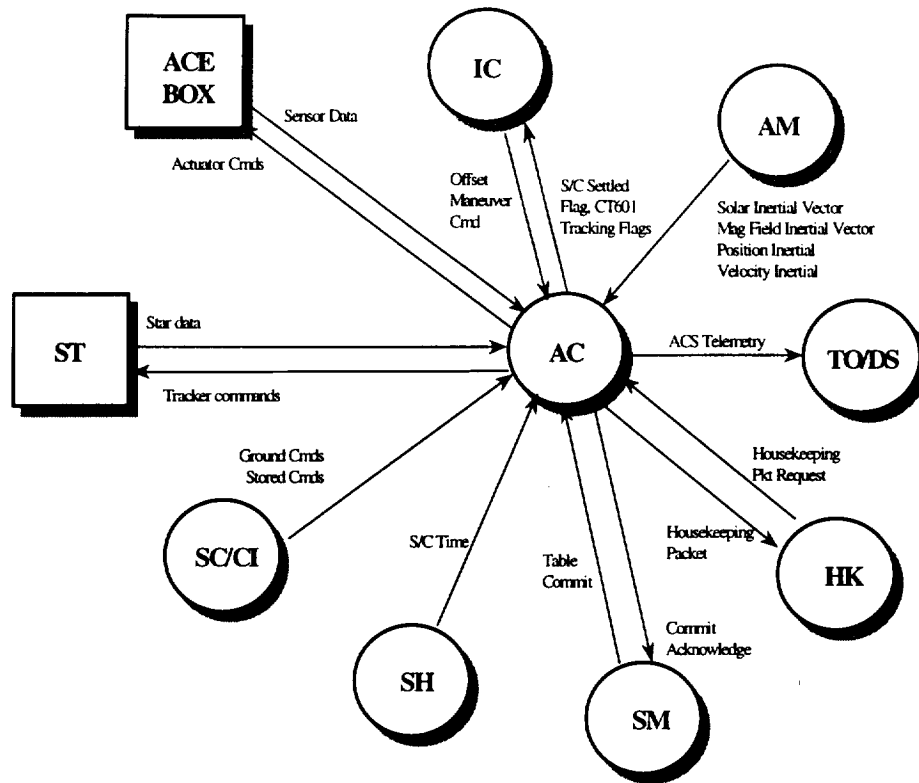 ACE
BOX
IC
AM
Sensor Data
Actuator Cmds
Offset
Maneuver
Cmd
S/C Settled
Flag, CT601
Tracking Flags
Solar Inertial Vector
Mag Field Inertial Vector
Position Inertial
Velocity Inertial
ST
Star data
Tracker commands
AC
ACS Telemetry
TO/DS
Ground Cmds
Stored Cmds
Housekeeping
Pkt Request
SC/CI
S/C Time
Table
Commit
Housekeeping
Packet
HK
Commit
Acknowledge
SH
SM